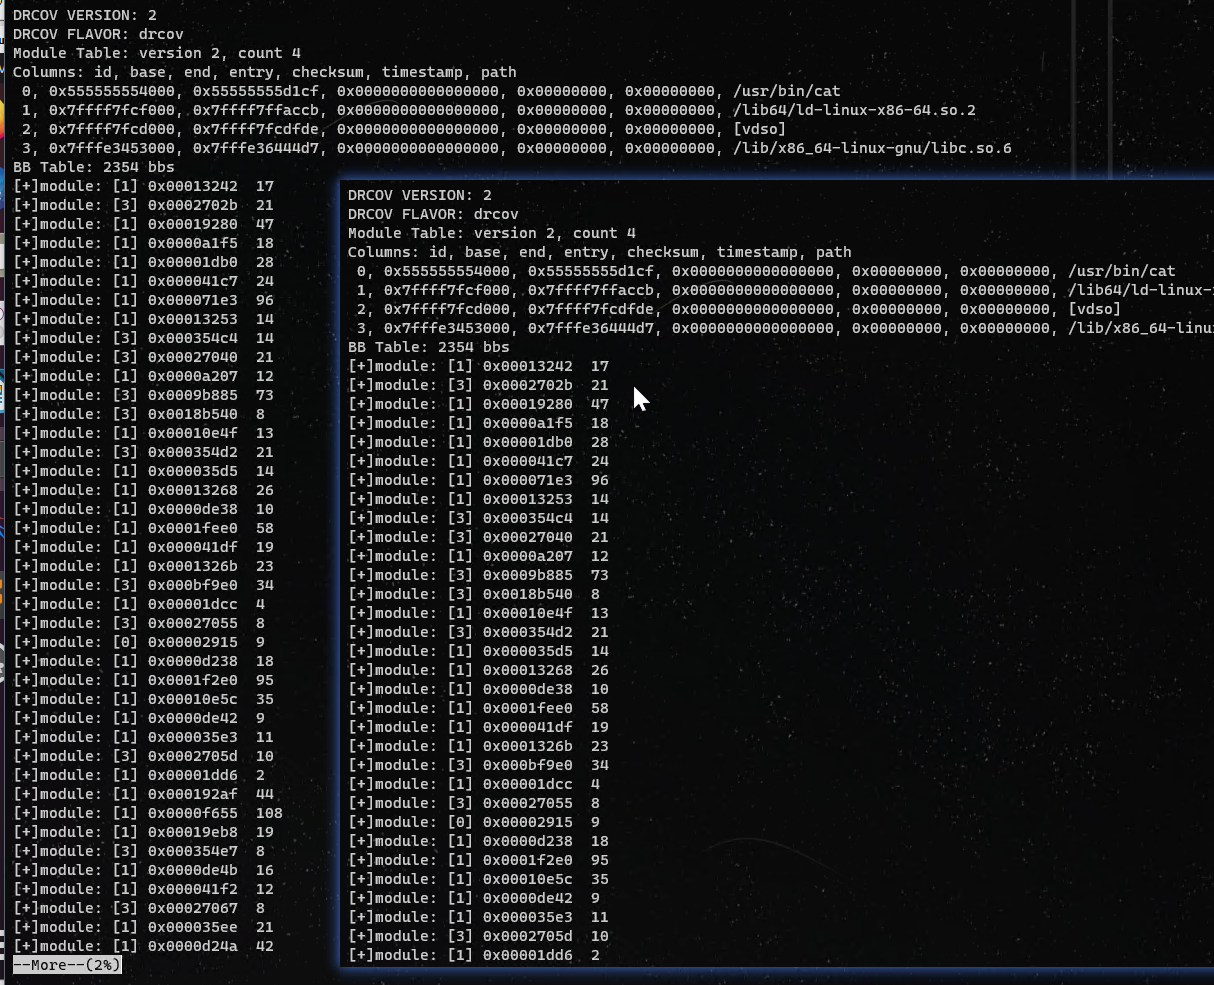 DRCOV VERSION: 2
DRCOV FLAVOR: drcov
Module Table: version 2, count 4
Columns: id, base, end, entry, checksum, timestamp, path
 0, 0x555555554000, 0x55555555d1cf, 0x0000000000000000, 0x00000000, 0x00000000, /usr/bin/cat
 1, 0x7ffff7fcf000, 0x7ffff7ffaccb, 0x0000000000000000, 0x00000000, 0x00000000, /lib64/ld-linux-x86-64.so.2
 2, 0x7ffff7fcd000, 0x7ffff7fcdfde, 0x0000000000000000, 0x00000000, 0x00000000, [vdso]
 3, 0x7fffe3453000, 0x7fffe36444d7, 0x0000000000000000, 0x00000000, 0x00000000, /lib/x86_64-linux-gnu/libc.so.6
BB Table: 2354 bbs
[+]module: [1] 0x00013242  17
[+]module: [3] 0x0002702b  21
[+]module: [1] 0x00019280  47
[+]module: [1] 0x0000a1f5  18
[+]module: [1] 0x00001db0  28
[+]module: [1] 0x000041c7  24
[+]module: [1] 0x000071e3  96
[+]module: [1] 0x00013253  14
[+]module: [3] 0x000354c4  14
[+]module: [3] 0x00027040  21
[+]module: [1] 0x0000a207  12
[+]module: [3] 0x0009b885  73
[+]module: [3] 0x0018b540  8
[+]module: [1] 0x00010e4f  13
[+]module: [3] 0x000354d2  21
[+]module: [1] 0x000035d5  14
[+]module: [1] 0x00013268  26
[+]module: [1] 0x0000de38  10
[+]module: [1] 0x0001fee0  58
[+]module: [1] 0x000041df  19
[+]module: [1] 0x0001326b  23
[+]module: [3] 0x000bf9e0  34
[+]module: [1] 0x00001dcc  4
[+]module: [3] 0x00027055  8
[+]module: [0] 0x00002915  9
[+]module: [1] 0x0000d238  18
[+]module: [1] 0x0001f2e0  95
[+]module: [1] 0x00010e5c  35
[+]module: [1] 0x0000de42  9
[+]module: [1] 0x000035e3  11
[+]module: [3] 0x0002705d  10
[+]module: [1] 0x00001dd6  2
[+]module: [1] 0x000192af  44
[+]module: [1] 0x0000f655  108
[+]module: [1] 0x00019eb8  19
[+]module: [3] 0x000354e7  8
[+]module: [1] 0x0000de4b  16
[+]module: [1] 0x000041f2  12
[+]module: [3] 0x00027067  8
[+]module: [1] 0x000035ee  21
[+]module: [1] 0x0000d24a  42
--More--(2%)
DRCOV VERSION: 2
DRCOV FLAVOR: drcov
Module Table: version 2, count 4
Columns: id, base, end, entry, checksum, timestamp, path
 0, 0x555555554000, 0x55555555d1cf, 0x0000000000000000, 0x00000000, 0x00000000, /usr/bin/cat
 1, 0x7ffff7fcf000, 0x7ffff7ffaccb, 0x0000000000000000, 0x00000000, 0x00000000, /lib64/ld-linux-
 2, 0x7ffff7fcd000, 0x7ffff7fcdfde, 0x0000000000000000, 0x00000000, 0x00000000, [vdso]
 3, 0x7fffe3453000, 0x7fffe36444d7, 0x0000000000000000, 0x00000000, 0x00000000, /lib/x86_64-linu
BB Table: 2354 bbs
[+]module: [1] 0x00013242  17
[+]module: [3] 0x0002702b  21
[+]module: [1] 0x00019280  47
[+]module: [1] 0x0000a1f5  18
[+]module: [1] 0x00001db0  28
[+]module: [1] 0x000041c7  24
[+]module: [1] 0x000071e3  96
[+]module: [1] 0x00013253  14
[+]module: [3] 0x000354c4  14
[+]module: [3] 0x00027040  21
[+]module: [1] 0x0000a207  12
[+]module: [3] 0x0009b885  73
[+]module: [3] 0x0018b540  8
[+]module: [1] 0x00010e4f  13
[+]module: [3] 0x000354d2  21
[+]module: [1] 0x000035d5  14
[+]module: [1] 0x00013268  26
[+]module: [1] 0x0000de38  10
[+]module: [1] 0x0001fee0  58
[+]module: [1] 0x000041df  19
[+]module: [1] 0x0001326b  23
[+]module: [3] 0x000bf9e0  34
[+]module: [1] 0x00001dcc  4
[+]module: [3] 0x00027055  8
[+]module: [0] 0x00002915  9
[+]module: [1] 0x0000d238  18
[+]module: [1] 0x0001f2e0  95
[+]module: [1] 0x00010e5c  35
[+]module: [1] 0x0000de42  9
[+]module: [1] 0x000035e3  11
[+]module: [3] 0x0002705d  10
[+]module: [1] 0x00001dd6  2